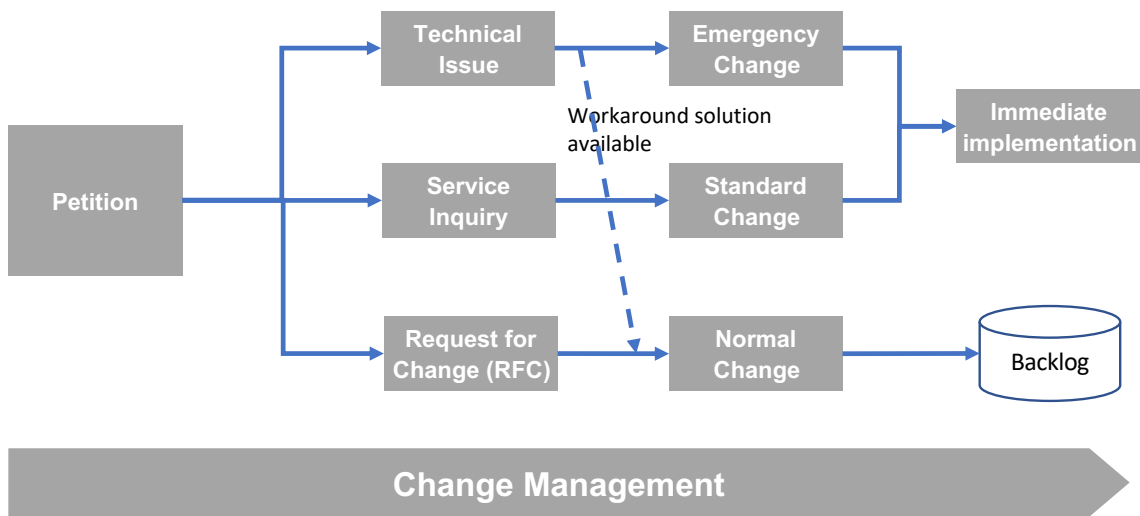 Technical
Issue
Emergency
Change
Workaround solution
available
Immediate
implementation
Petition
Service
Inquiry
Standard
Change
Request for
Change (RFC)
Normal
Change
Backlog
Change Management